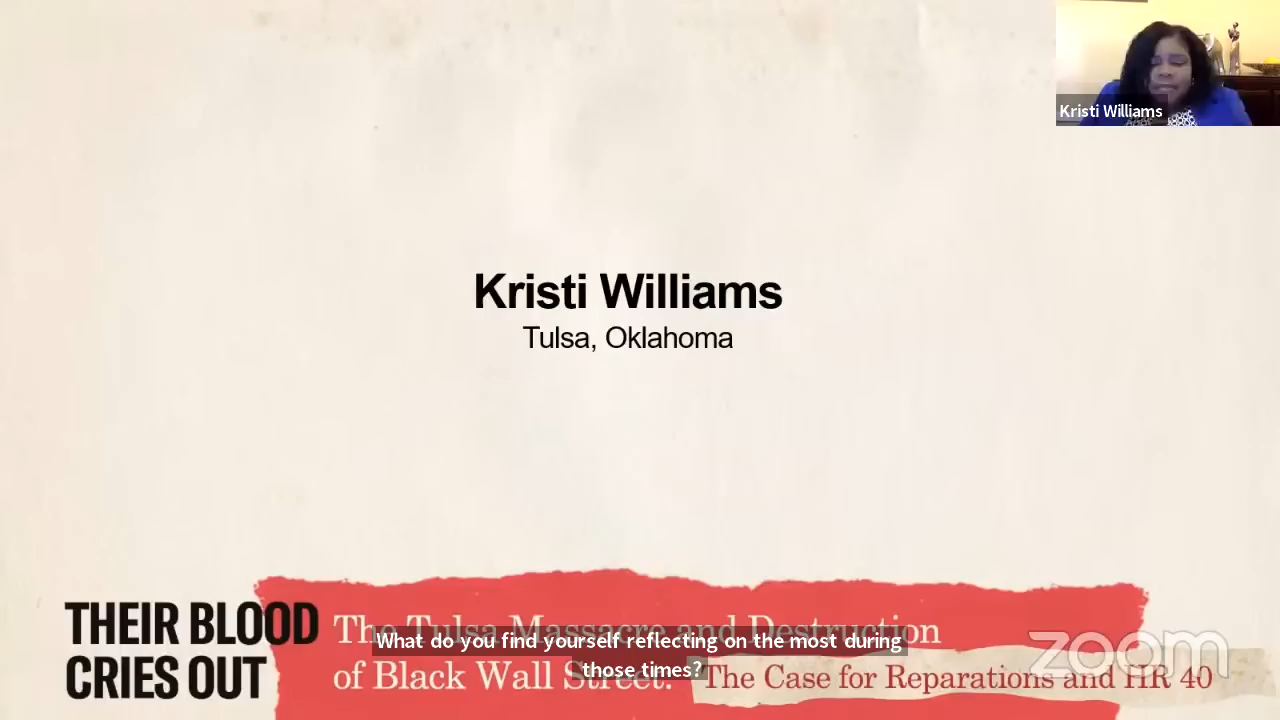 Kristi Williams
Kristi Williams
Tulsa, Oklahoma
THEIR BLOOD
CRIES OUT
The Tulsa Massacre and Destruction
of Black Wall Street:
The Case for Reparations and HR 40
What do you find yourself reflecting on the most during
those times?
zoom